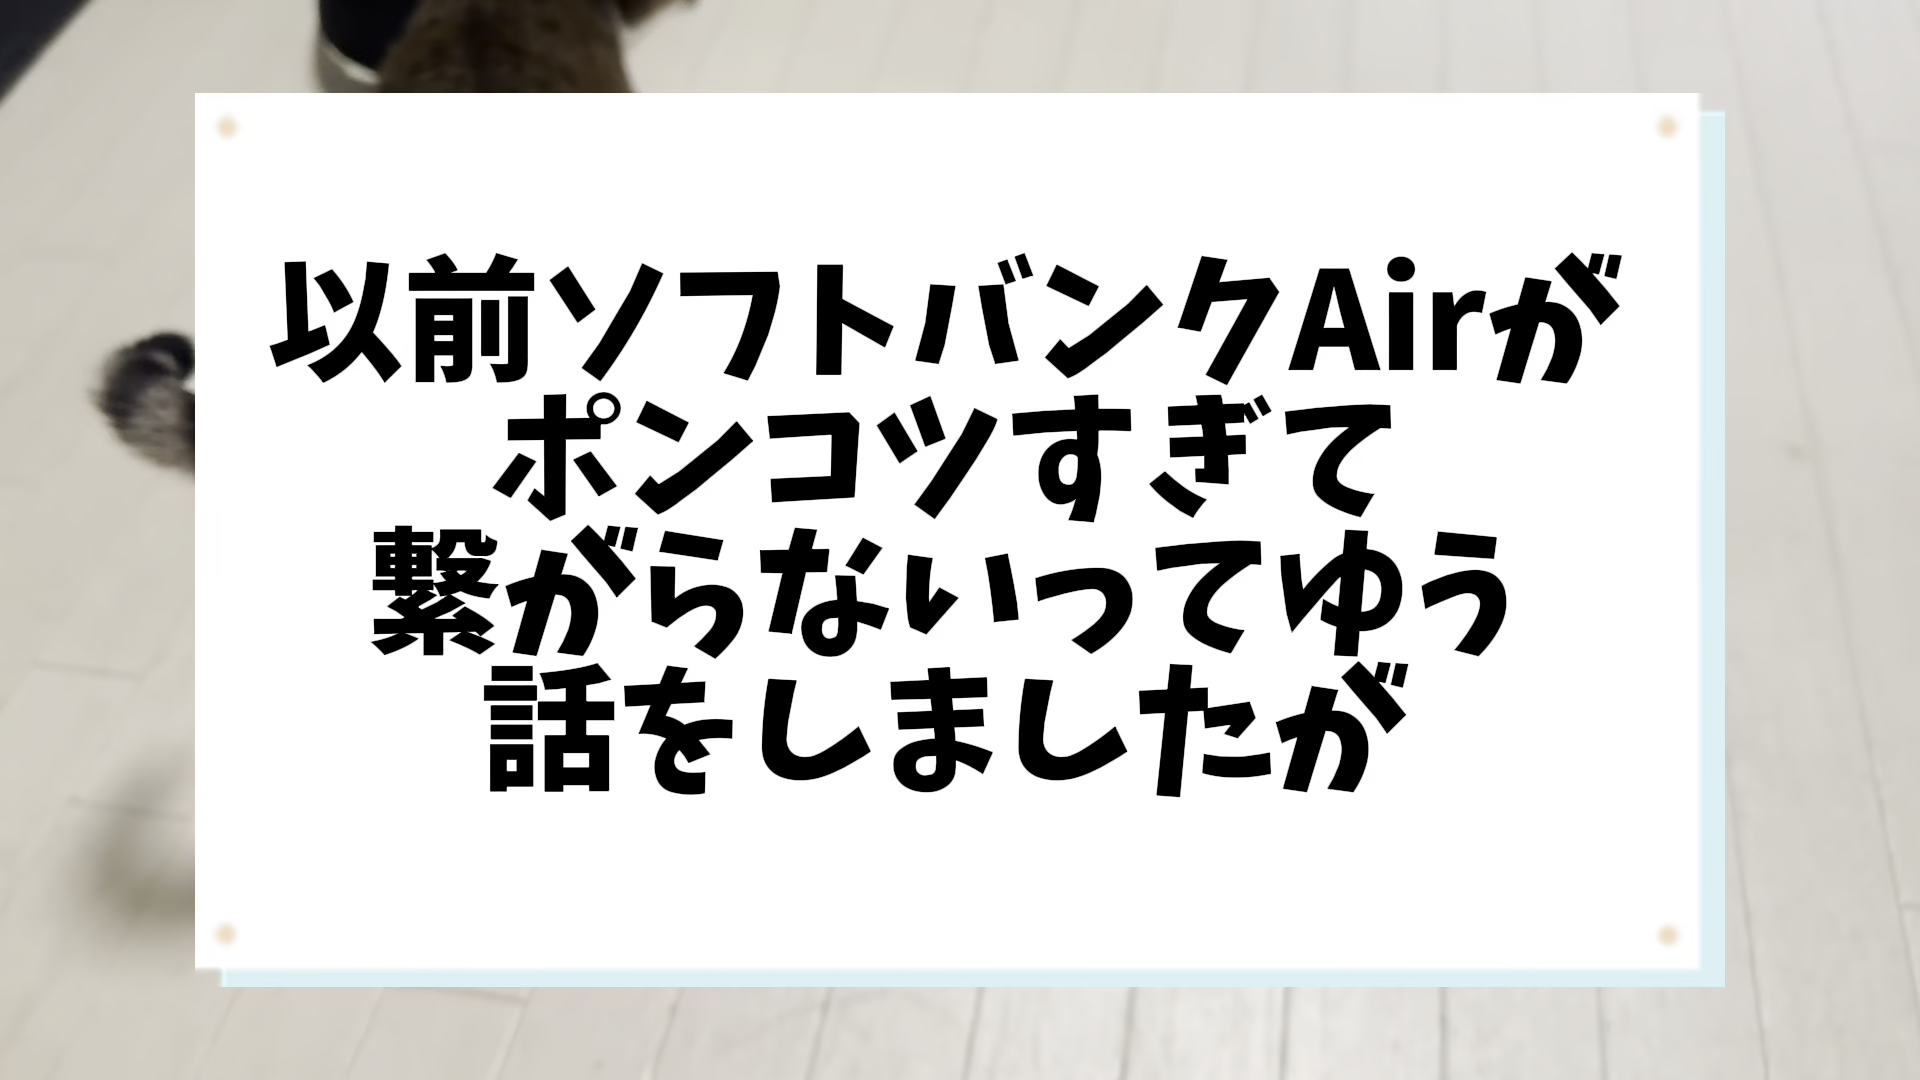 以前ソフトバンクAirが
ポンコツすぎて
繋がらないってゆう
話をしましたが